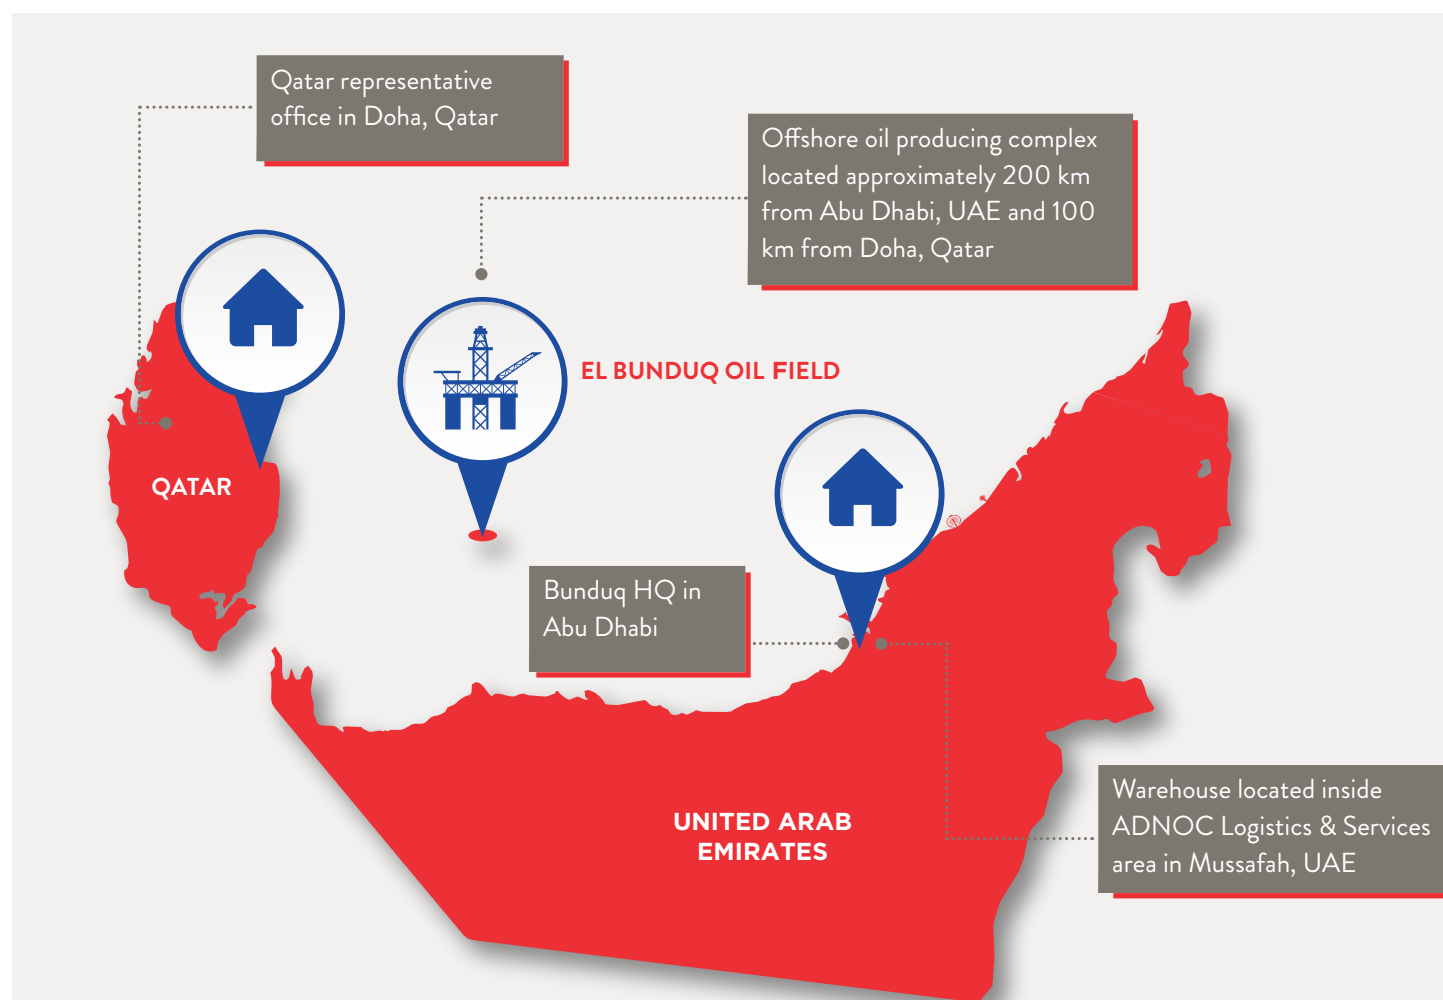 Qatar representative
office in Doha, Qatar
Offshore oil producing complex
located approximately 200 km
from Abu Dhabi, UAE and 100
km from Doha, Qatar
EL BUNDUQ OIL FIELD
QATAR
Bunduq HQ in
Abu Dhabi
UNITED ARAB
EMIRATES
Warehouse located inside
ADNOC Logistics & Services
area in Mussafah, UAE